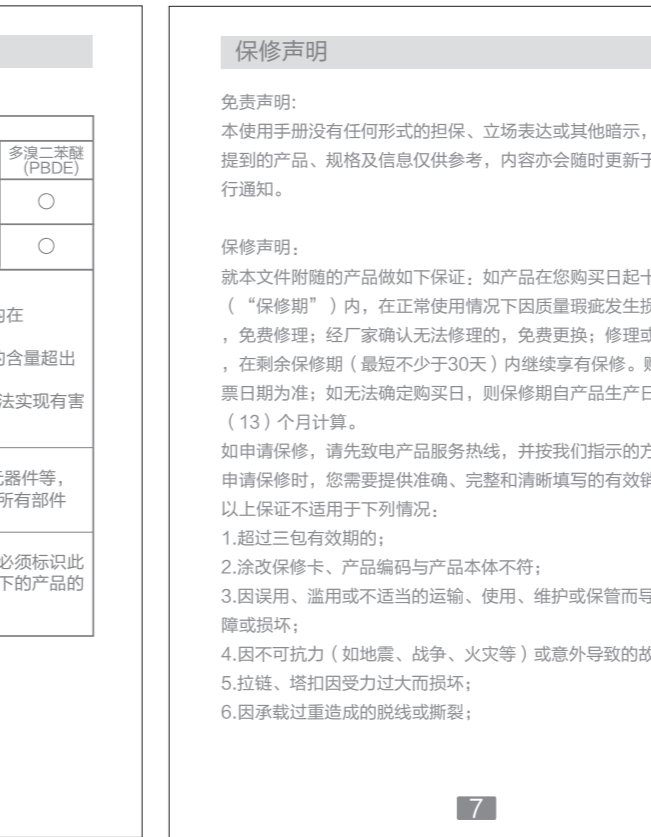 多溴二苯醚
(PBDE)
○
○
均在
的含量超出
法实现有害
元器件等，
所有部件
必须标识此
下的产品的
保修声明
免责声明:
本使用手册没有任何形式的担保、立场表达或其他暗示，
提到的产品、规格及信息仅供参考，内容亦会随时更新于
行通知。
保修声明：
就本文件附随的产品做如下保证：如产品在您购买日起十
（“保修期”）内，在正常使用情况下因质量瑕疵发生损
，免费修理；经厂家确认无法修理的，免费更换；修理或
，在剩余保修期（最短不少于30天）内继续享有保修。购
票日期为准；如无法确定购买日，则保修期自产品生产日
（13）个月计算。
如申请保修，请先致电产品服务热线，并按我们指示的方
申请保修时，您需要提供准确、完整和清晰填写的有效销
以上保证不适用于下列情况：
1.超过三包有效期的；
2.涂改保修卡、产品编码与产品本体不符；
3.因误用、滥用或不适当的运输、使用、维护或保管而导
障或损坏；
4.因不可抗力（如地震、战争、火灾等）或意外导致的故
5.拉链、塔扣因受力过大而损坏；
6.因承载过重造成的脱线或撕裂；
7